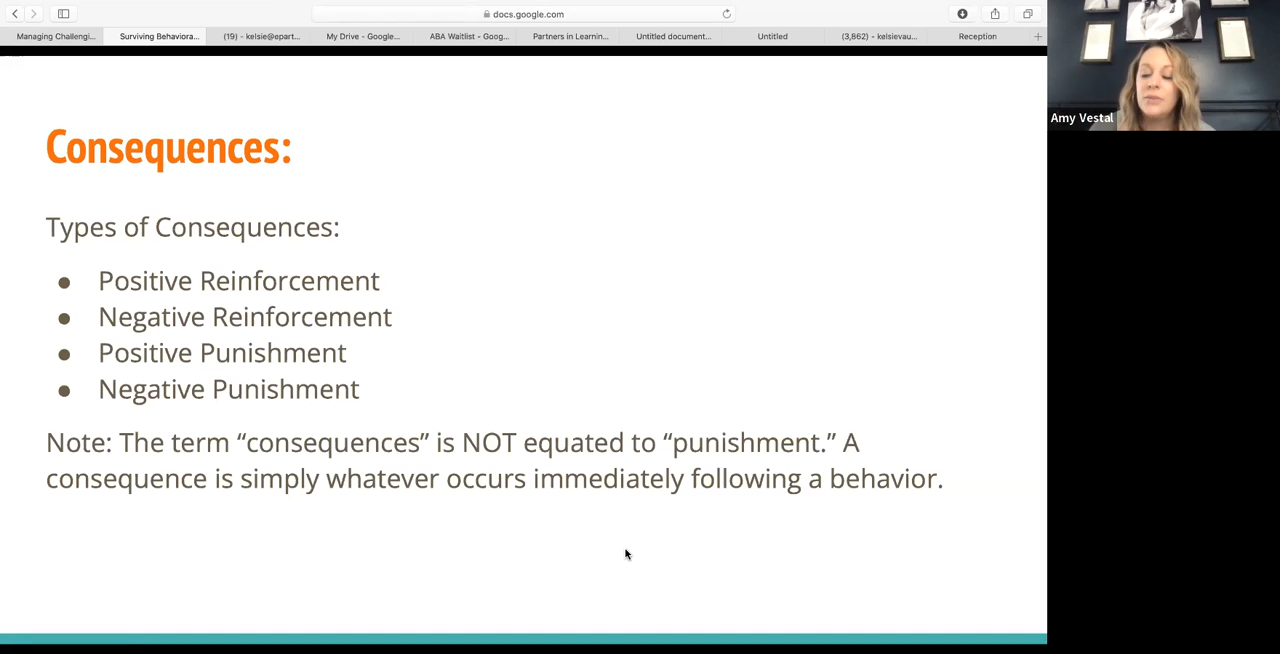 docs.google.com
Managing Challengi...
Surviving Behaviora...
(19) - kelsie@epart...
My Drive - Google...
ABA Waitlist - Goog...
Partners in Learnin...
Untitled document...
Untitled
(3,862) - kelsievau...
Reception
Amy Vestal
Consequences:
Types of Consequences:
● Positive Reinforcement
● Negative Reinforcement
● Positive Punishment
● Negative Punishment
Note: The term “consequences” is NOT equated to “punishment.” A
consequence is simply whatever occurs immediately following a behavior.